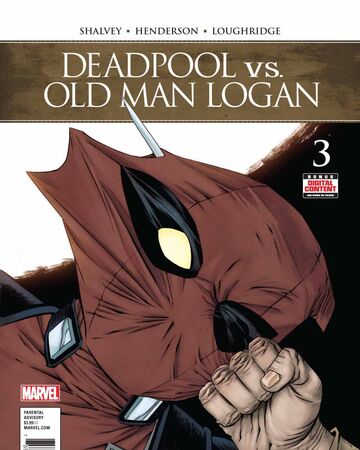 SHALVEY • HENDERSON • LOUGHRIDGE
DEADPOOL VS.
OLD MAN LOGAN
3
BONUS
DIGITAL
CONTENT
MARVEL
PARENTAL
ADVISORY
$3.99 US
MARVEL.COM